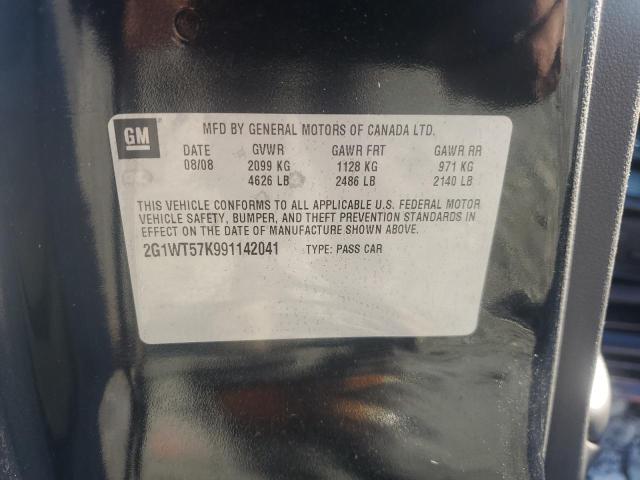 GM
MFD BY GENERAL MOTORS OF CANADA LTD.
DATE GVWR GAWR FRT GAWR RR
08/08 2099 KG 1128 KG 971 KG
4626 LB 2486 LB 2140 LB
THIS VEHICLE CONFORMS TO ALL APPLICABLE U.S. FEDERAL MOTOR
VEHICLE SAFETY, BUMPER, AND THEFT PREVENTION STANDARDS IN
EFFECT ON THE DATE OF MANUFACTURE SHOWN ABOVE.
2G1WT57K991142041 TYPE: PASS CAR